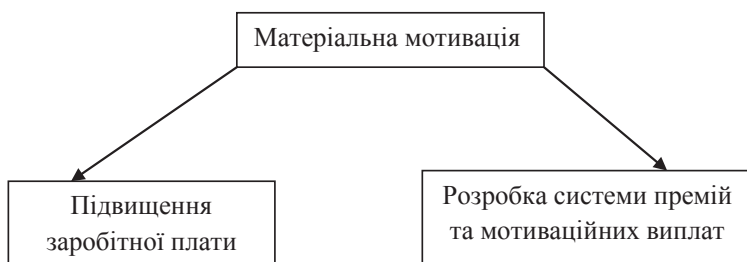 Матеріальна мотивація
Підвищення
заробітної плати
Розробка системи премій
та мотиваційних виплат